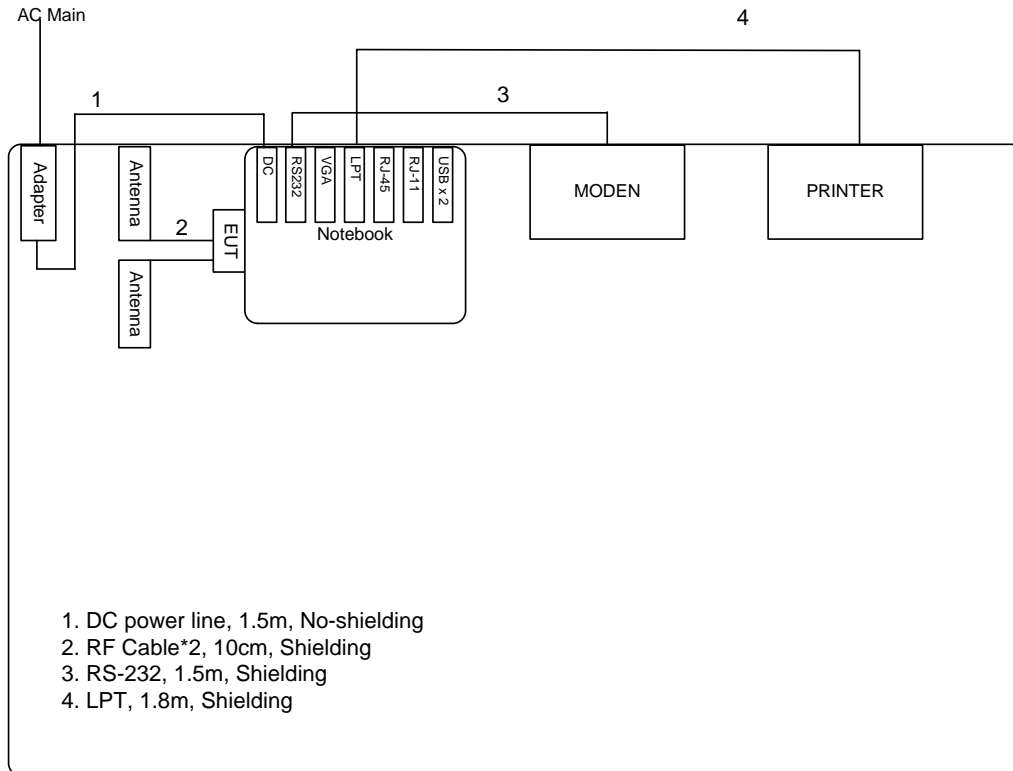 AC Main
4
1
3
Adapter
Antenna
2
Antenna
EUT
DC
RS232
VGA
LPT
RJ-45
RJ-11
USB x 2
Notebook
MODEN
PRINTER
1. DC power line, 1.5m, No-shielding
2. RF Cable*2, 10cm, Shielding
3. RS-232, 1.5m, Shielding
4. LPT, 1.8m, Shielding